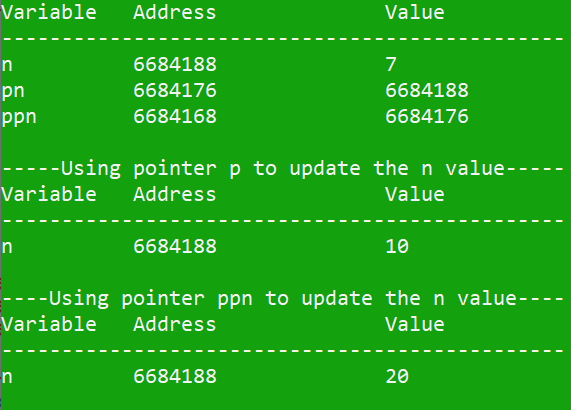 Variable   Address              Value
-----------------------------------------------
n          6684188              7
pn         6684176              6684188
ppn        6684168              6684176
-----Using pointer p to update the n value-----
Variable   Address              Value
-----------------------------------------------
n          6684188              10
----Using pointer ppn to update the n value----
Variable   Address              Value
-----------------------------------------------
n          6684188              20